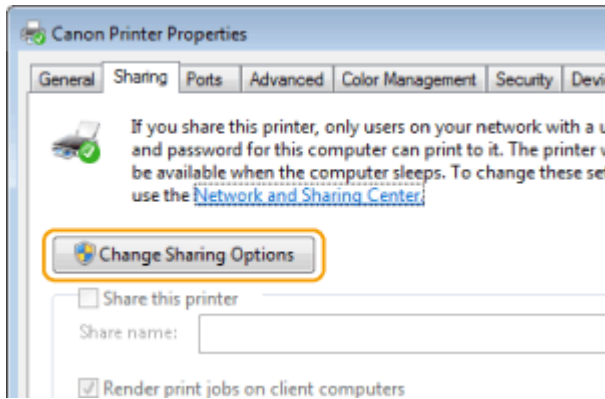 Canon Printer Properties
General Sharing Ports Advanced Color Management Security
If you share this printer, only users on your network with a
and password for this computer can print to it. The printer
be available when the computer sleeps. To change these
use the Network and Sharing Center.
Change Sharing Options
Share this printer
Share name:
Render print jobs on client computers